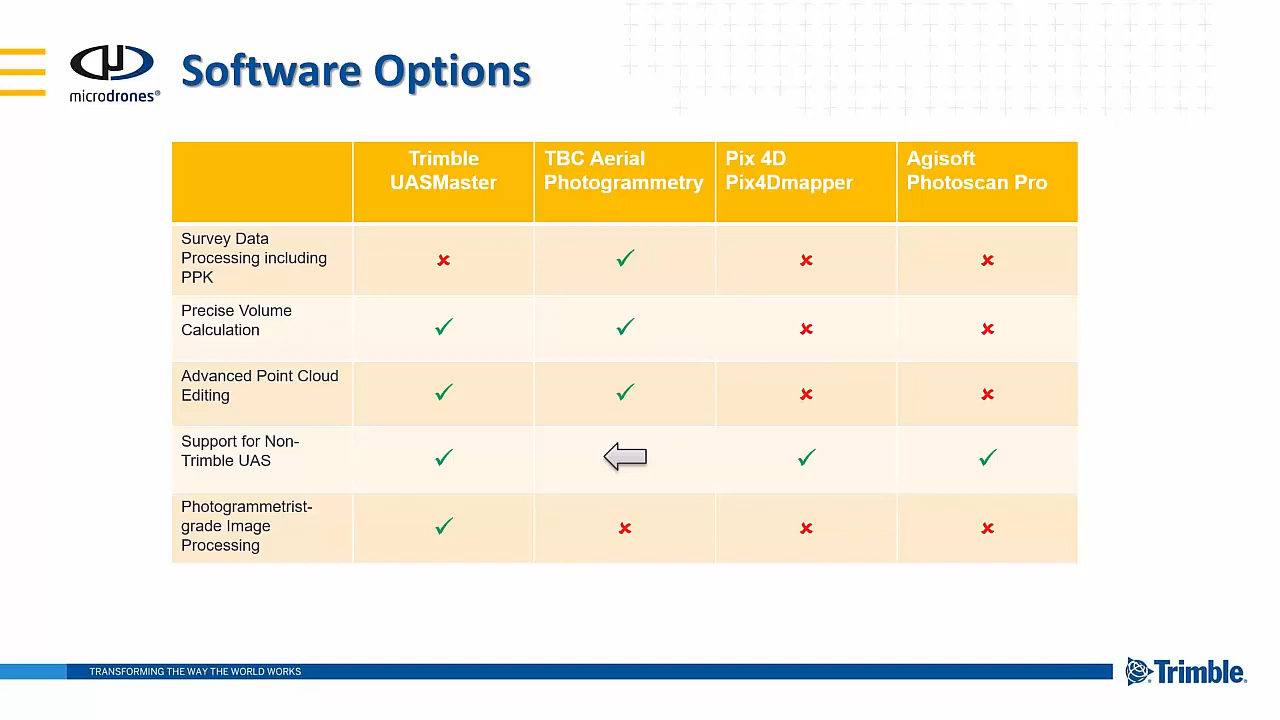 microdrones®
Software Options
Trimble
UASMaster
TBC Aerial
Photogrammetry
Pix 4D
Pix4Dmapper
Agisoft
Photoscan Pro
Survey Data
Processing including
PPK
✘ ✓ ✘ ✘
Precise Volume
Calculation
✓ ✓ ✘ ✘
Advanced Point Cloud
Editing
✓ ✓ ✘ ✘
Support for Non-
Trimble UAS
✓ ✓ ✓
Photogrammetrist-
grade Image
Processing
✓ ✘ ✘ ✘
TRANSFORMING THE WAY THE WORLD WORKS
Trimble